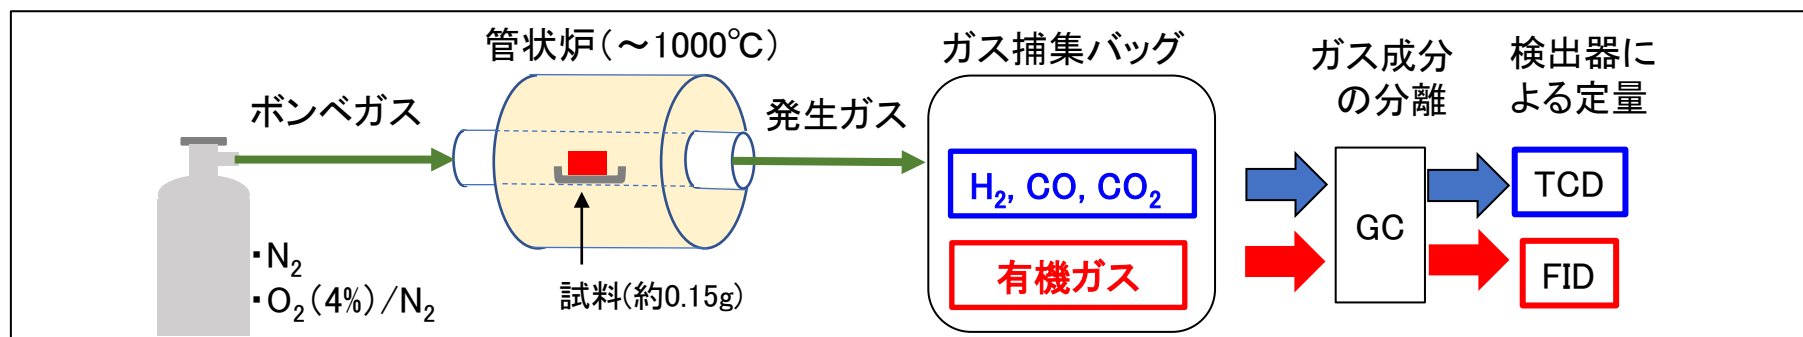 管状炉(~1000℃)
ガス捕集バッグ
ガス成分
の分離
検出器に
よる定量
ボンベガス
発生ガス
H₂, CO, CO₂
有機ガス
GC
TCD
FID
・N₂
・O₂(4%)/N₂
試料(約0.15g)